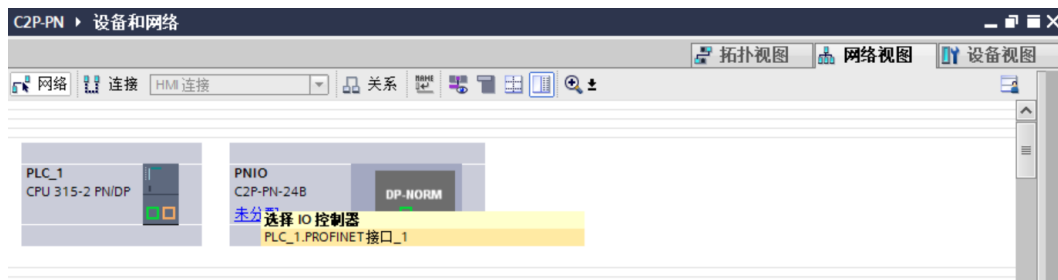 C2P-PN ▸ 设备和网络
拓扑视图 网络视图 设备视图
网络 连接 HMI 连接 关系
PLC_1
CPU 315-2 PN/DP
PNIO
C2P-PN-24B
DP-NORM
未分
选择 IO 控制器
PLC_1.PROFINET接口_1